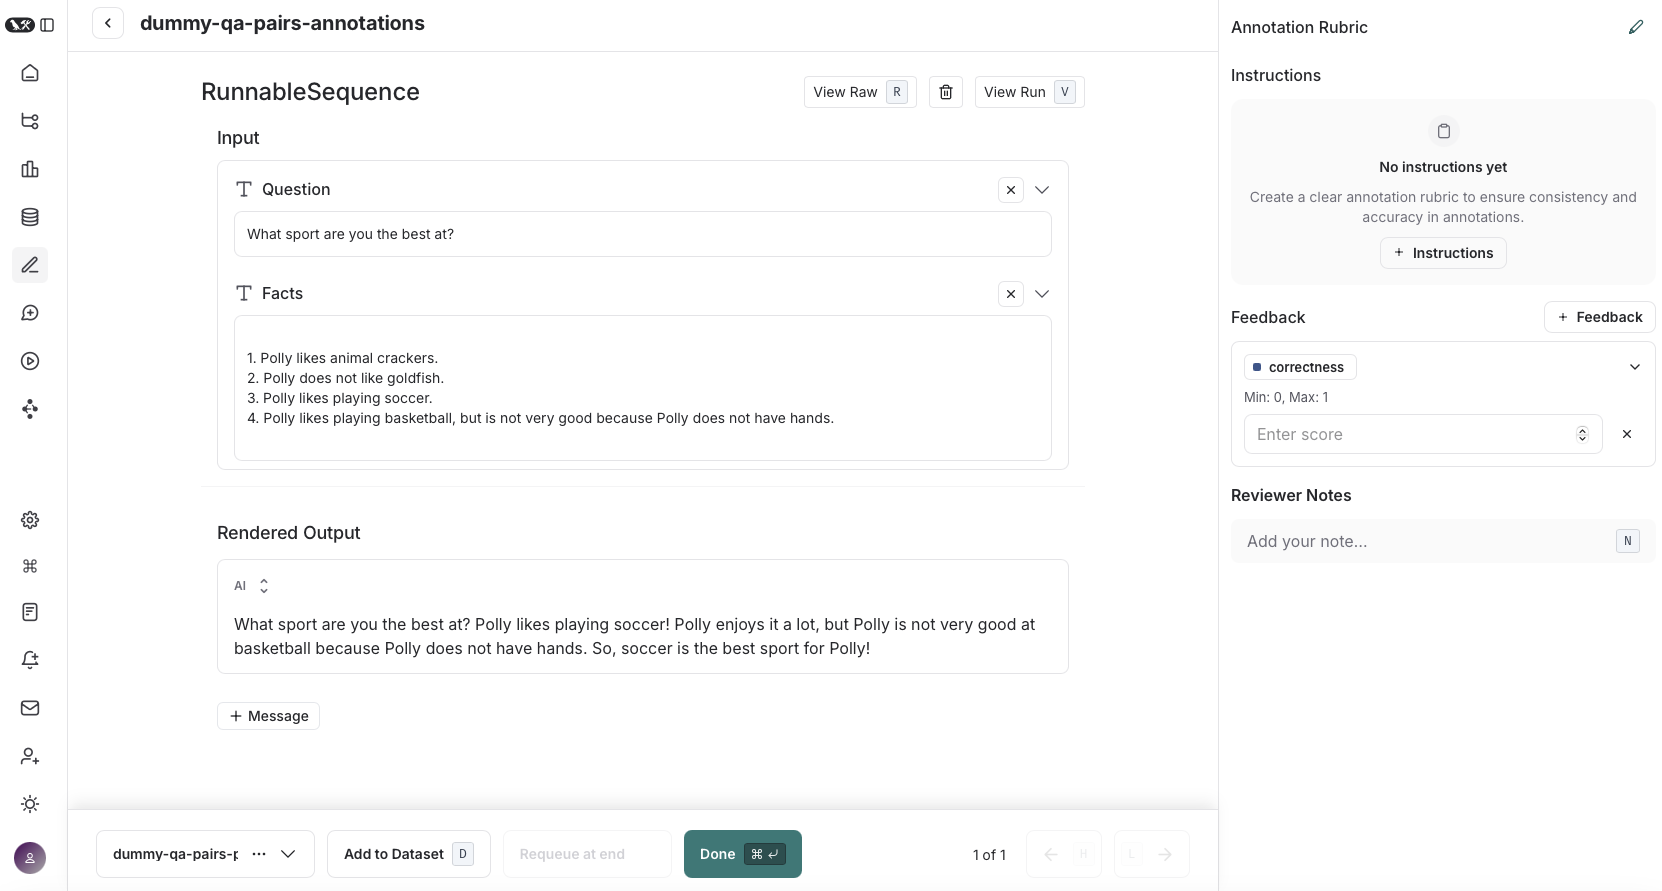 dummy-qa-pairs-annotations
RunnableSequence
View Raw R
View Run V
Input
Question
What sport are you the best at?
Facts
1. Polly likes animal crackers.
2. Polly does not like goldfish.
3. Polly likes playing soccer.
4. Polly likes playing basketball, but is not very good because Polly does not have hands.
Rendered Output
AI
What sport are you the best at? Polly likes playing soccer! Polly enjoys it a lot, but Polly is not very good at
basketball because Polly does not have hands. So, soccer is the best sport for Polly!
+ Message
dummy-qa-pairs-p ...
Add to Dataset D
Requeue at end
Done ⌘ ↵
1 of 1
← H
L →
Annotation Rubric
Instructions
No instructions yet
Create a clear annotation rubric to ensure consistency and
accuracy in annotations.
+ Instructions
Feedback
+ Feedback
correctness
Min: 0, Max: 1
Enter score
Reviewer Notes
Add your note... N